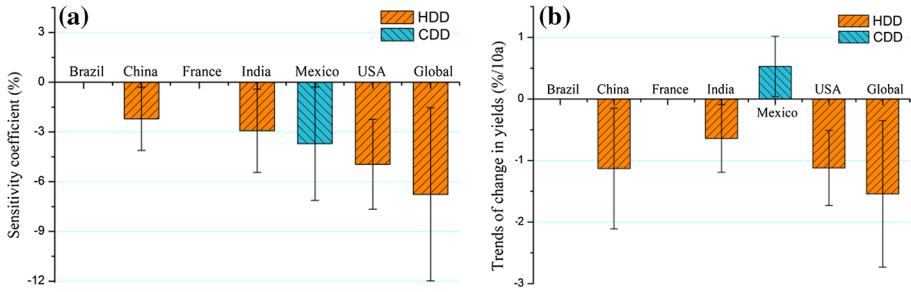 (a)
HDD
CDD
3
0
-3
-6
-9
-12
Sensitivity coefficient (%)
Brazil China France India Mexico USA Global
(b)
HDD
CDD
1
0
-1
-2
-3
Trends of change in yields (%/10a)
Brazil China France India Mexico USA Global